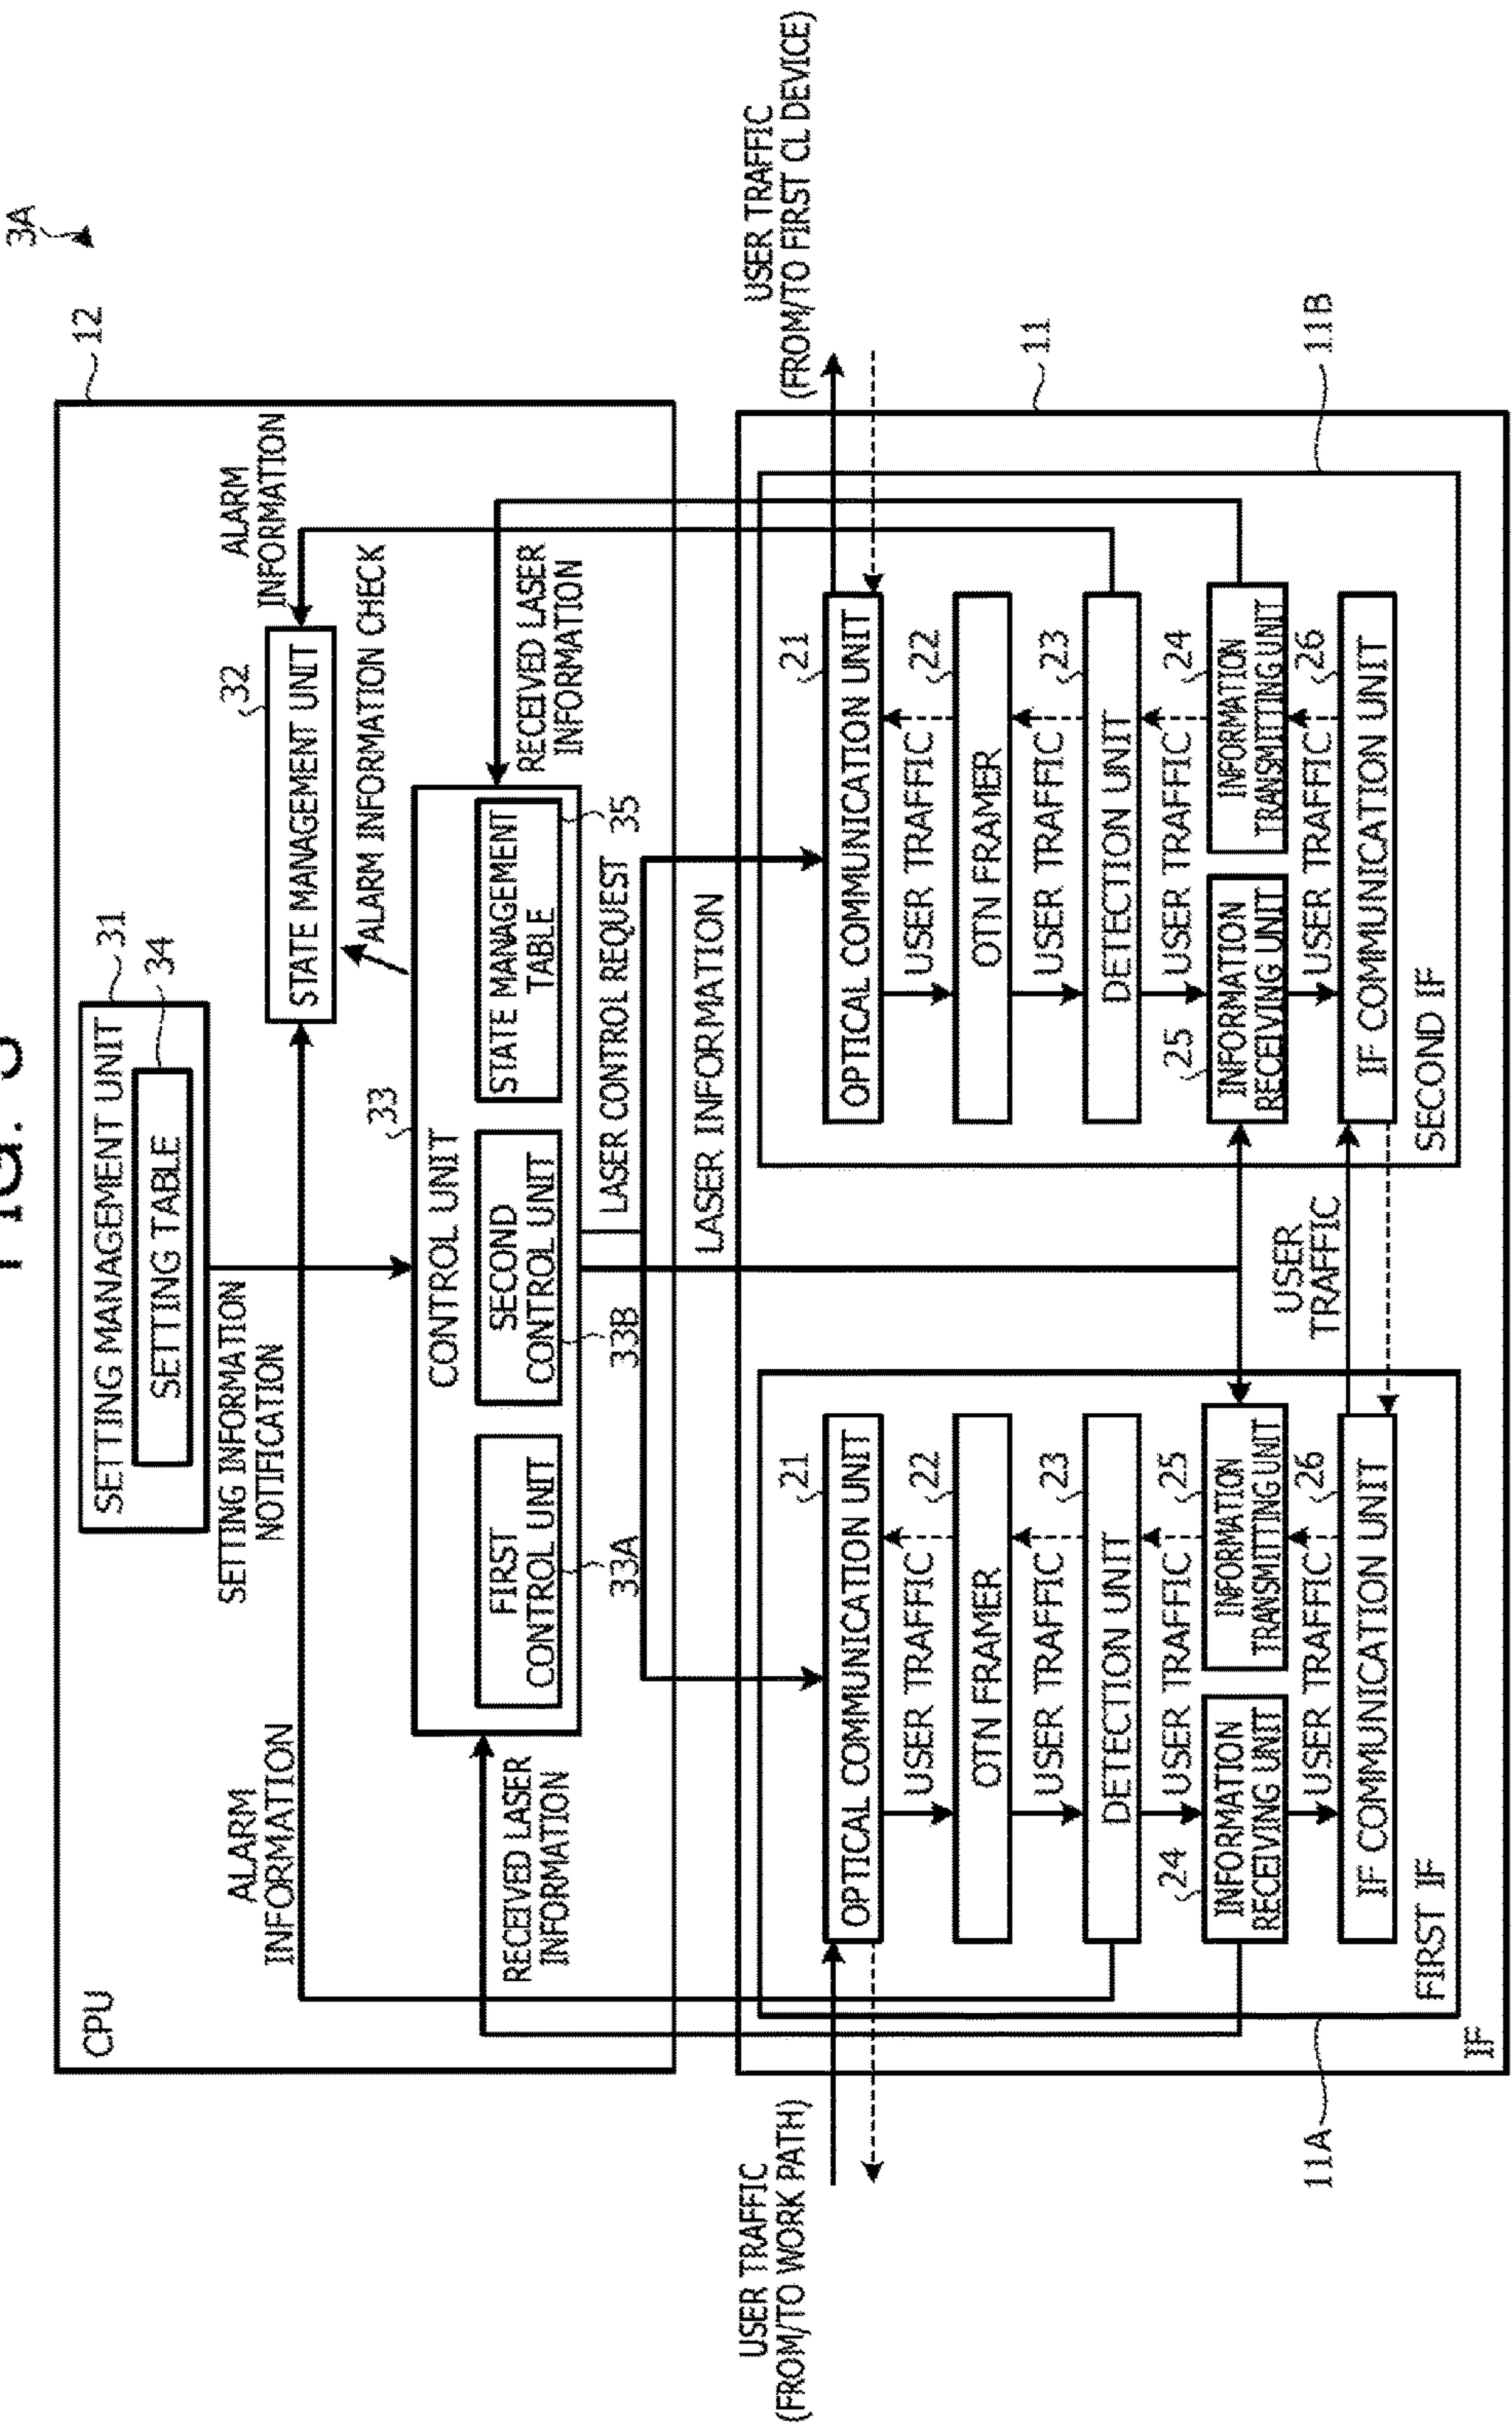 3A
12
CPU
SETTING MANAGEMENT UNIT
31
SETTING TABLE
34
SETTING INFORMATION
NOTIFICATION
ALARM
INFORMATION
32
STATE MANAGEMENT UNIT
ALARM
INFORMATION
ALARM INFORMATION CHECK
33
CONTROL UNIT
FIRST
CONTROL UNIT
33A
SECOND
CONTROL UNIT
33B
STATE MANAGEMENT
TABLE
35
RECEIVED LASER
INFORMATION
RECEIVED LASER
INFORMATION
LASER CONTROL REQUEST
LASER INFORMATION
USER TRAFFIC
(FROM/TO WORK PATH)
USER TRAFFIC
(FROM/TO FIRST CL DEVICE)
11
21
OPTICAL COMMUNICATION UNIT
USER TRAFFIC
22
OTN FRAMER
USER TRAFFIC
23
DETECTION UNIT
24
USER TRAFFIC
25
INFORMATION
RECEIVING UNIT
INFORMATION
TRANSMITTING UNIT
USER TRAFFIC
26
IF COMMUNICATION UNIT
FIRST IF
11A
USER
TRAFFIC
21
OPTICAL COMMUNICATION UNIT
USER TRAFFIC
22
OTN FRAMER
USER TRAFFIC
23
DETECTION UNIT
25
USER TRAFFIC
24
INFORMATION
RECEIVING UNIT
INFORMATION
TRANSMITTING UNIT
USER TRAFFIC
26
IF COMMUNICATION UNIT
SECOND IF
11B
IF